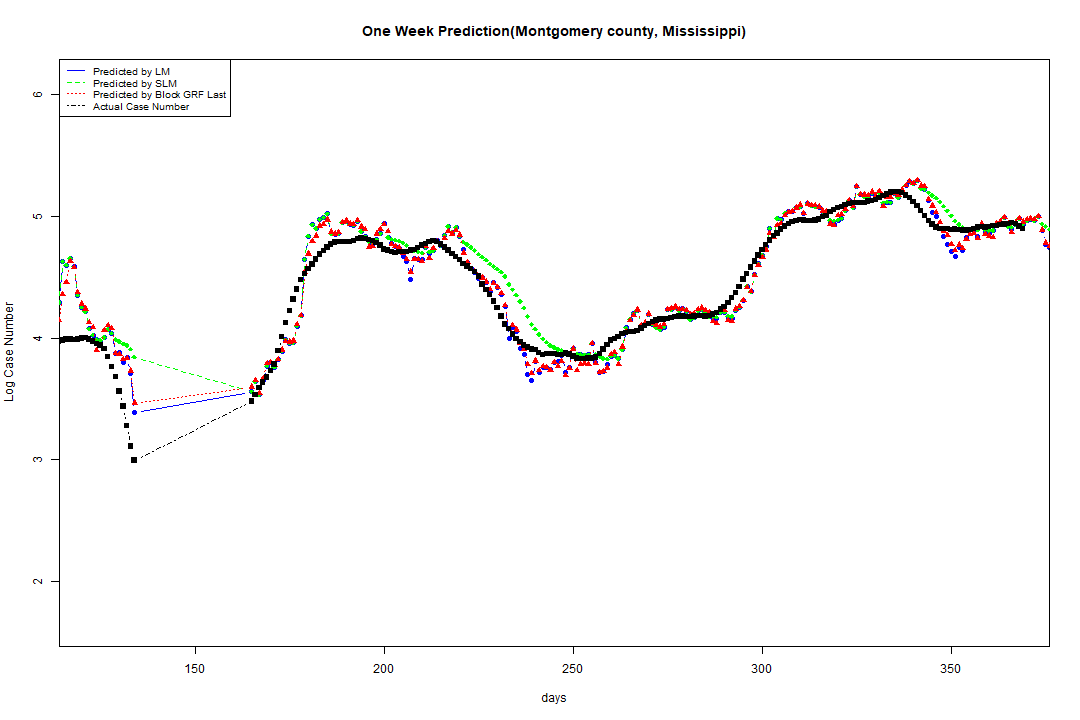 One Week Prediction(Montgomery county, Mississippi)
Predicted by LM
Predicted by SLM
Predicted by Block GRF Last
Actual Case Number
Log Case Number
6
5
4
3
2
150 200 250 300 350
days